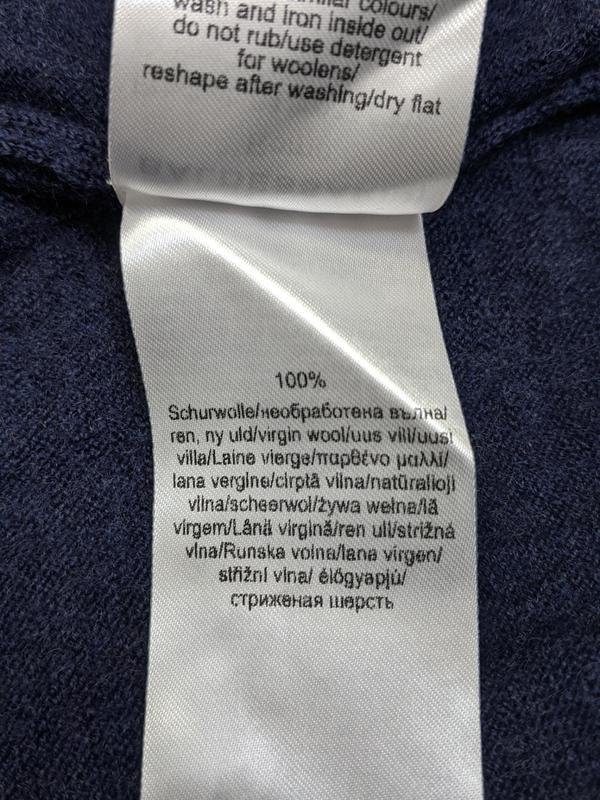 colours/
wash and iron inside out/
do not rub/use detergent
for woolens/
reshape after washing/dry flat
100%
Schurwolle/необработена вълна/
ren, ny uld/virgin wool/uus vill/uusi
villa/Laine vierge/παρθένο μαλλί/
lana vergine/cirptā vilna/natūralioji
vilna/scheerwol/żywa wełna/lã
virgem/Lână virgină/ren ull/strižná
vlna/Runska volna/lana virgen/
střižní vlna/ élőgyapjú/
стриженая шерсть